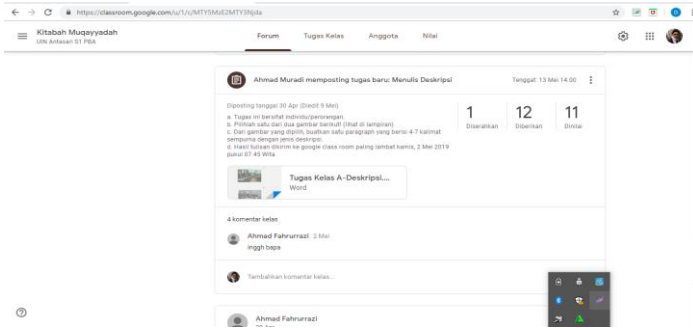 https://classroom.google.com/u/1/c/MTY5MzE2MTY3Njda
Kitabah Muqayyadah
UIN Antasari S1 PBA
Forum
Tugas Kelas
Anggota
Nilai
Ahmad Muradi memposting tugas baru: Menulis Deskripsi
Tenggat: 13 Mei 14.00
Diposting tanggal 30 Apr (Diedit 9 Mei)
a. Tugas ini bersifat individu/perorangan.
b. Pilihlah satu dari dua gambar berikut! (lihat di lampiran)
c. Dari gambar yang dipilih, buatkan satu paragrapn yang berisi 4-7 kalimat
sempurna dengan jenis deskripsi.
d. Hasil tulisan dikirim ke google class room paling lambat kamis, 2 Mei 2019
pukul 07.45 Wita
1
Diserahkan
12
Diberikan
11
Dinilai
Tugas Kelas A-Deskripsi....
Word
4 komentar kelas
Ahmad Fahrurrazi 2 Mei
inggh bapa
Tambahkan komentar kelas...
Ahmad Fahrurrazi